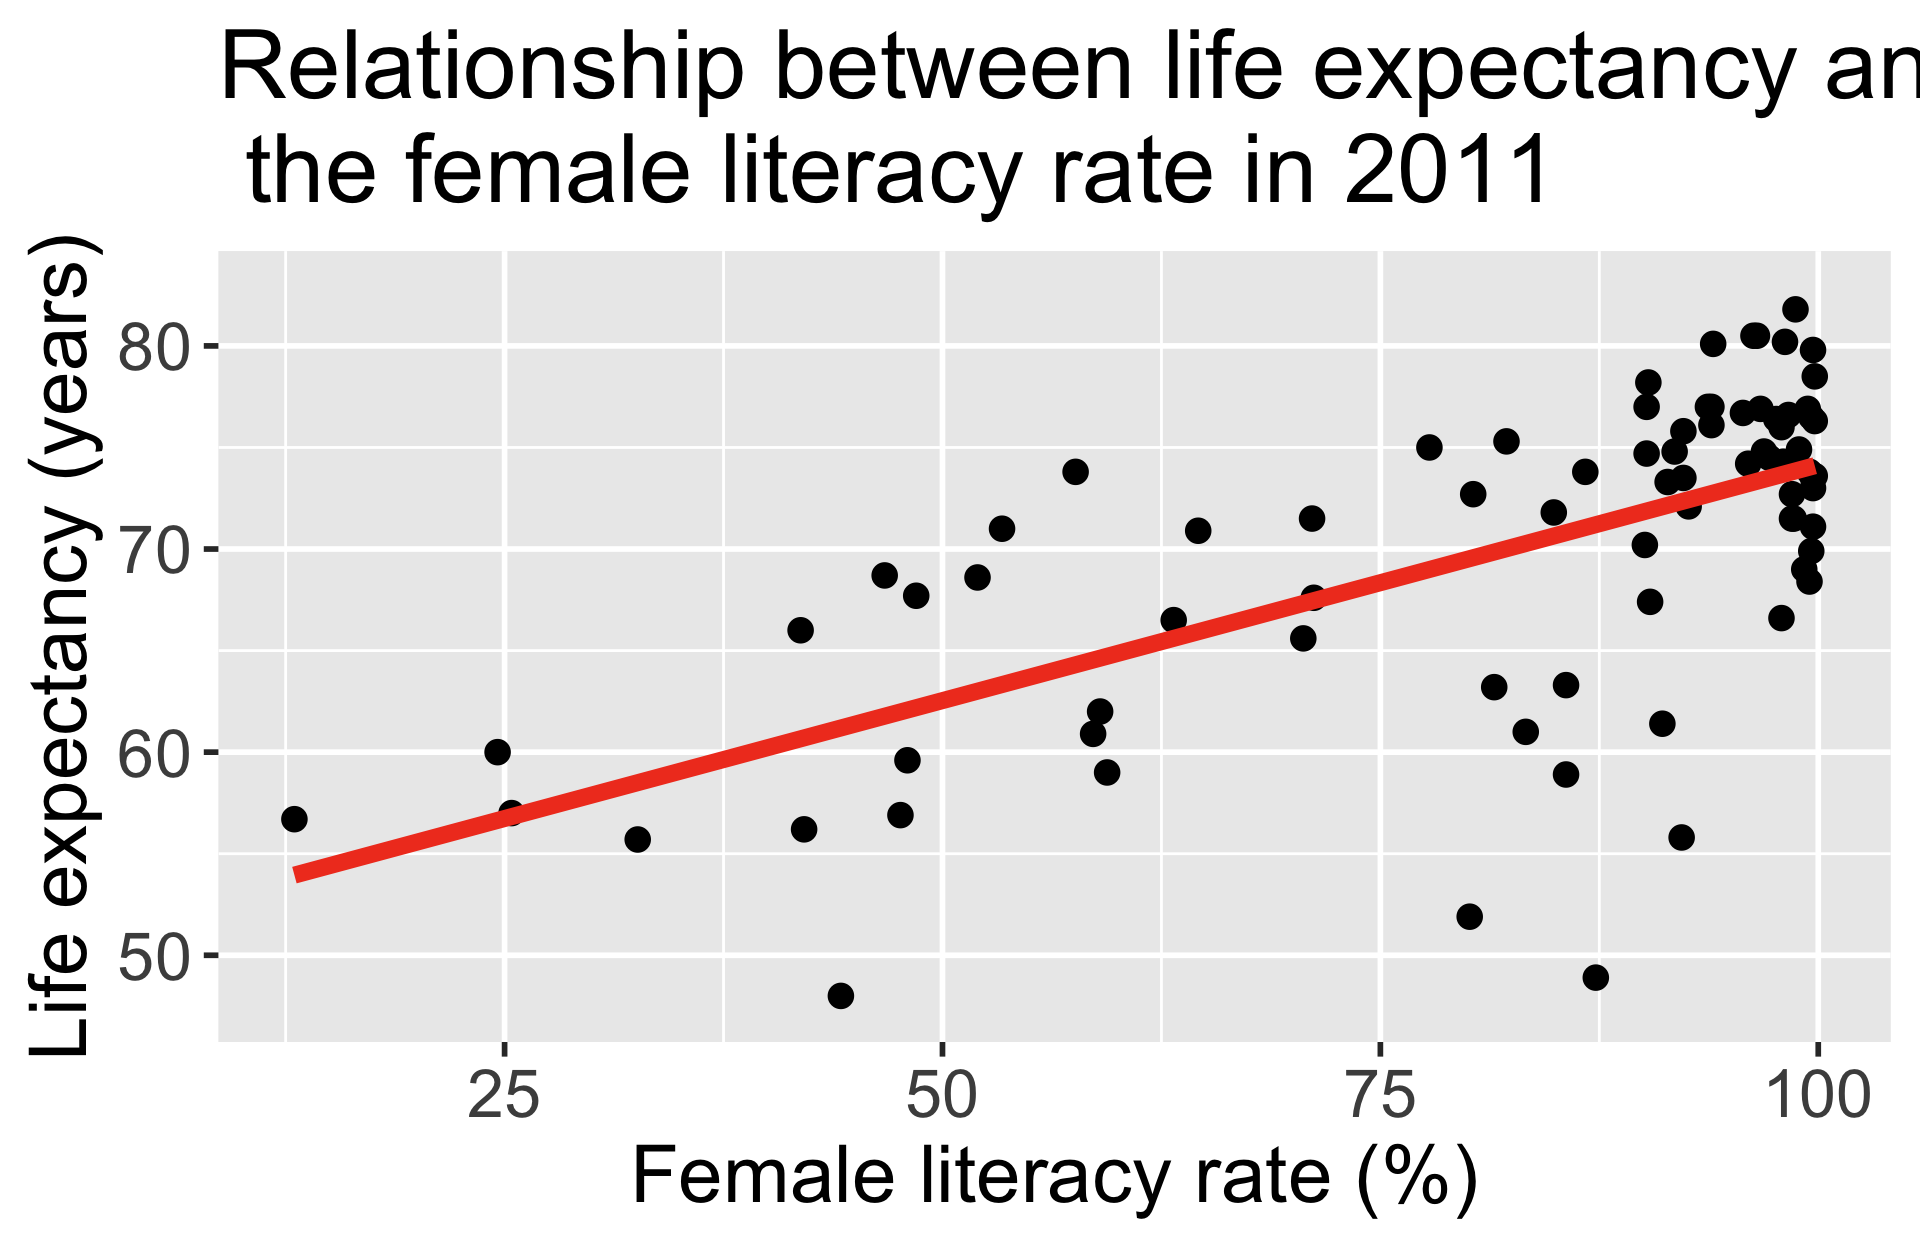 Relationship between life expectancy an
the female literacy rate in 2011
Life expectancy (years)
80
70
60
50
25 50 75 100
Female literacy rate (%)